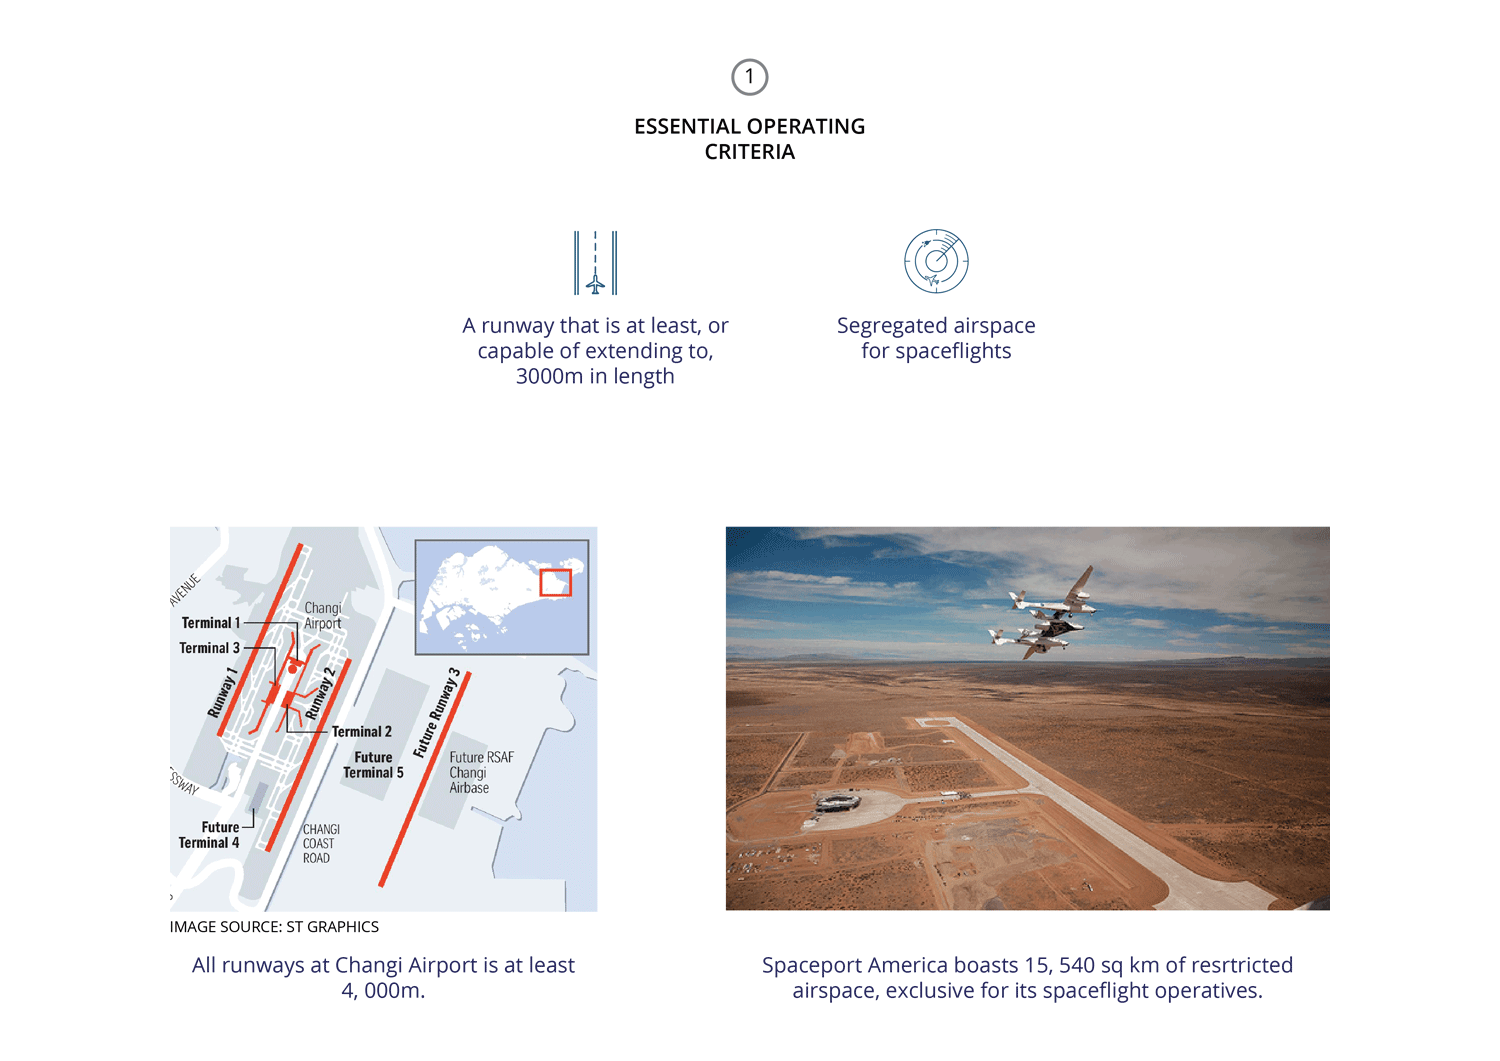 1
ESSENTIAL OPERATING
CRITERIA
A runway that is at least, or
capable of extending to,
3000m in length
Segregated airspace
for spaceflights
AVENUE
Changi
Airport
Terminal 1
Terminal 3
Runway 1
Runway 2
Future Runway 3
Terminal 2
Future
Terminal 5
Future RSAF
Changi
Airbase
SSWAY
Future
Terminal 4
CHANGI
COAST
ROAD
IMAGE SOURCE: ST GRAPHICS
All runways at Changi Airport is at least
4, 000m.
Spaceport America boasts 15, 540 sq km of resrtricted
airspace, exclusive for its spaceflight operatives.